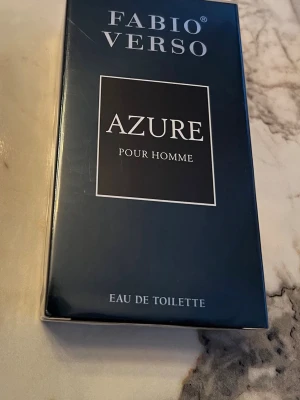 FABIO®
VERSO
AZURE
POUR HOMME
EAU DE TOILETTE